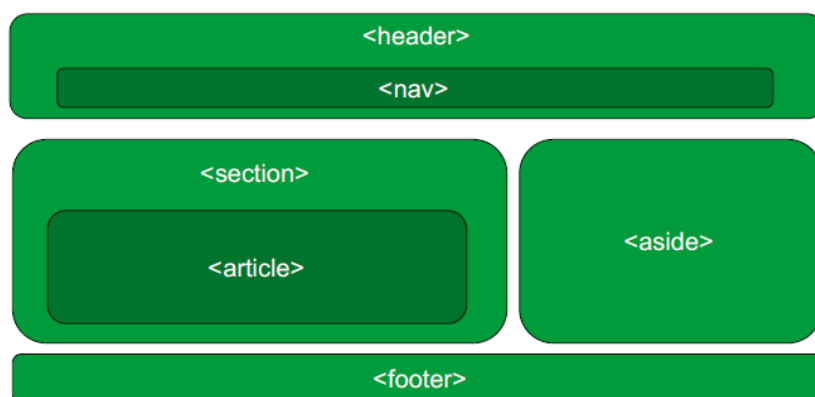 <header>
<nav>
<section>
<article>
<aside>
<footer>